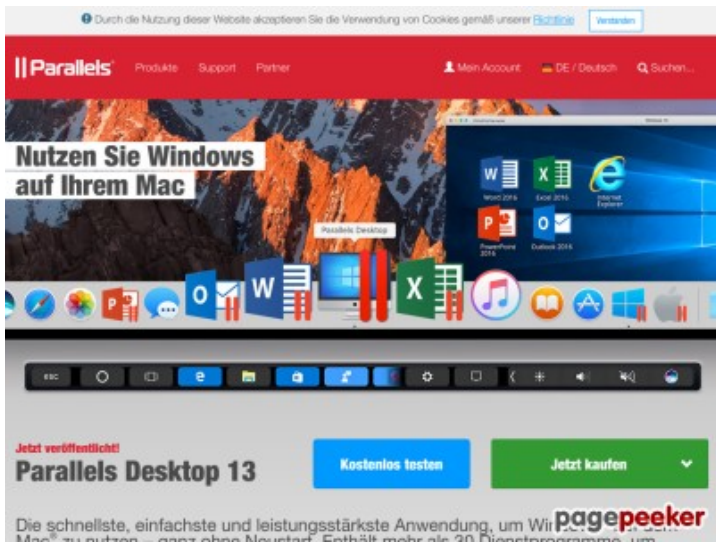 Durch die Nutzung dieser Website akzeptieren Sie die Verwendung von Cookies gemäß unserer Richtlinie
Verstanden
Parallels
Produkte Support Partner
Mein Account DE / Deutsch Suchen...
Nutzen Sie Windows
auf Ihrem Mac
Word 2016 Excel 2016 Internet Explorer
PowerPoint 2016 Outlook 2016
Parallels Desktop
esc
Jetzt veröffentlicht!
Parallels Desktop 13
Kostenlos testen
Jetzt kaufen
Die schnellste, einfachste und leistungsstärkste Anwendung, um
pagepeeker
Mac® zu nutzen – ganz ohne Neustart. Enthält mehr als 30 Dienstprogramme, um